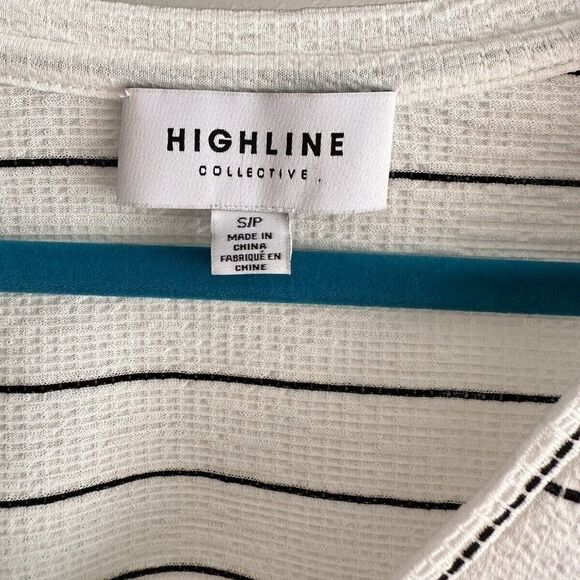 HIGHLINE
COLLECTIVE .
S/P
MADE IN
CHINA
FABRIQUÉ EN
CHINE